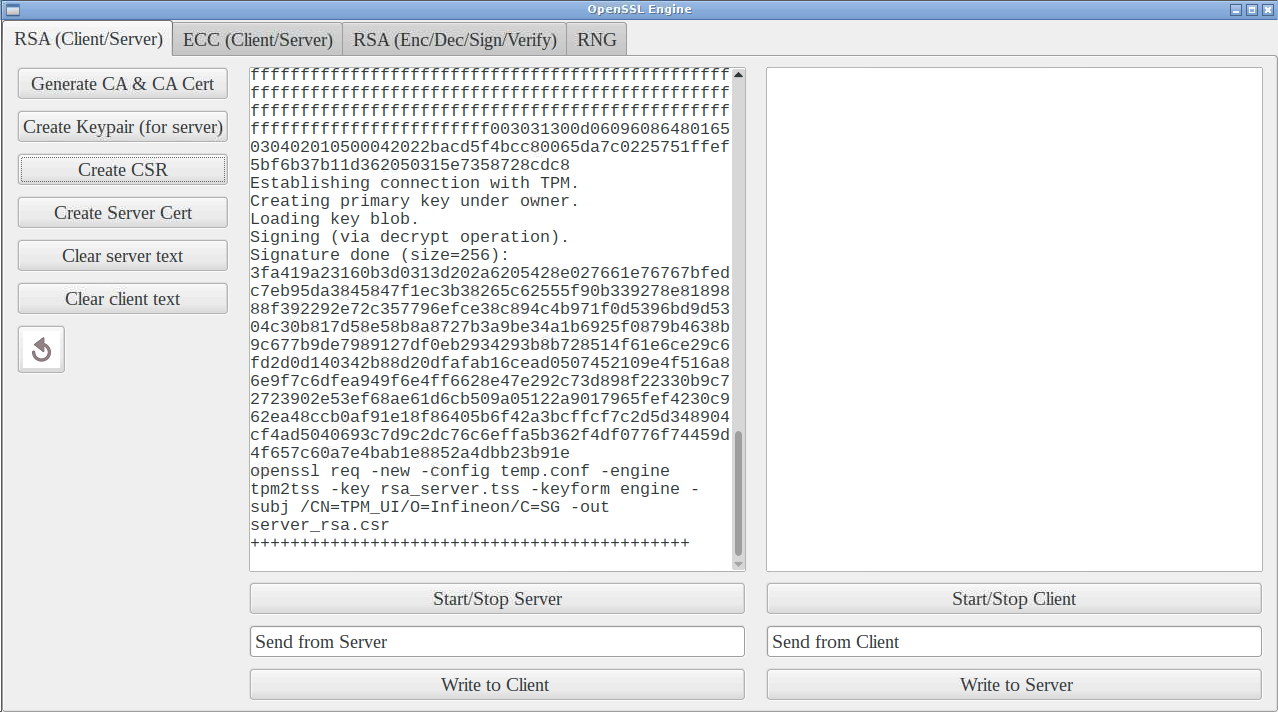 OpenSSL Engine
RSA (Client/Server)
ECC (Client/Server)
RSA (Enc/Dec/Sign/Verify)
RNG
Generate CA & CA Cert
Create Keypair (for server)
Create CSR
Create Server Cert
Clear server text
Clear client text
ffffffffffffffffffffffffffffffffffffffffffffffff
ffffffffffffffffffffffffffffffffffffffffffffffff
ffffffffffffffffffffffffffffffffffffffffffffffff
ffffffffffffffffffffffff003031300d06096086480165
030402010500042022bacd5f4bcc80065da7c0225751ffef
5bf6b37b11d362050315e7358728cdc8
Establishing connection with TPM.
Creating primary key under owner.
Loading key blob.
Signing (via decrypt operation).
Signature done (size=256):
3fa419a23160b3d0313d202a6205428e027661e76767bfed
c7eb95da3845847f1ec3b38265c62555f90b339278e81898
88f392292e72c357796efce38c894c4b971f0d5396bd9d53
04c30b817d58e58b8a8727b3a9be34a1b6925f0879b4638b
9c677b9de7989127df0eb2934293b8b728514f61e6ce29c6
fd2d0d140342b88d20dfafab16cead0507452109e4f516a8
6e9f7c6dfea949f6e4ff6628e47e292c73d898f22330b9c7
2723902e53ef68ae61d6cb509a05122a9017965fef4230c9
62ea48ccb0af91e18f86405b6f42a3bcffcf7c2d5d348904
cf4ad5040693c7d9c2dc76c6effa5b362f4df0776f74459d
4f657c60a7e4bab1e8852a4dbb23b91e
openssl req -new -config temp.conf -engine
tpm2tss -key rsa_server.tss -keyform engine -
subj /CN=TPM_UI/O=Infineon/C=SG -out
server_rsa.csr
++++++++++++++++++++++++++++++++++++++++++++
Start/Stop Server
Start/Stop Client
Send from Server
Send from Client
Write to Client
Write to Server